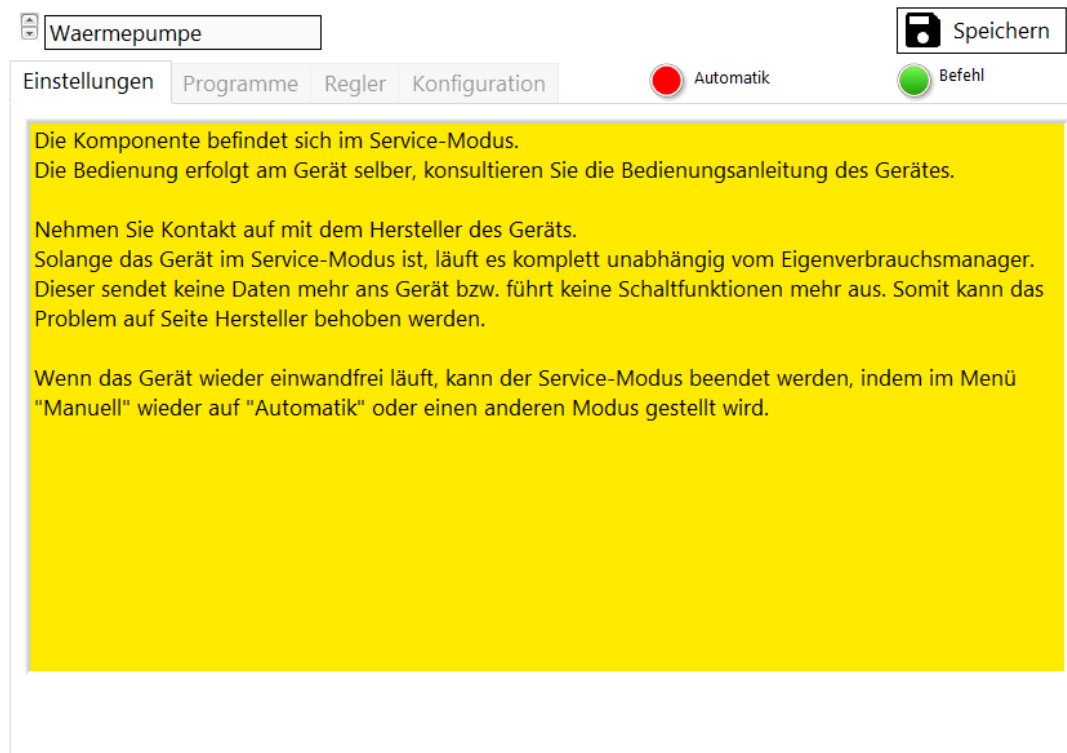 Waermepumpe
Speichern
Einstellungen Programme Regler Konfiguration
Automatik
Befehl
Die Komponente befindet sich im Service-Modus.
Die Bedienung erfolgt am Gerät selber, konsultieren Sie die Bedienungsanleitung des Gerätes.
Nehmen Sie Kontakt auf mit dem Hersteller des Geräts.
Solange das Gerät im Service-Modus ist, läuft es komplett unabhängig vom Eigenverbrauchsmanager.
Dieser sendet keine Daten mehr ans Gerät bzw. führt keine Schaltfunktionen mehr aus. Somit kann das
Problem auf Seite Hersteller behoben werden.
Wenn das Gerät wieder einwandfrei läuft, kann der Service-Modus beendet werden, indem im Menü
"Manuell" wieder auf "Automatik" oder einen anderen Modus gestellt wird.